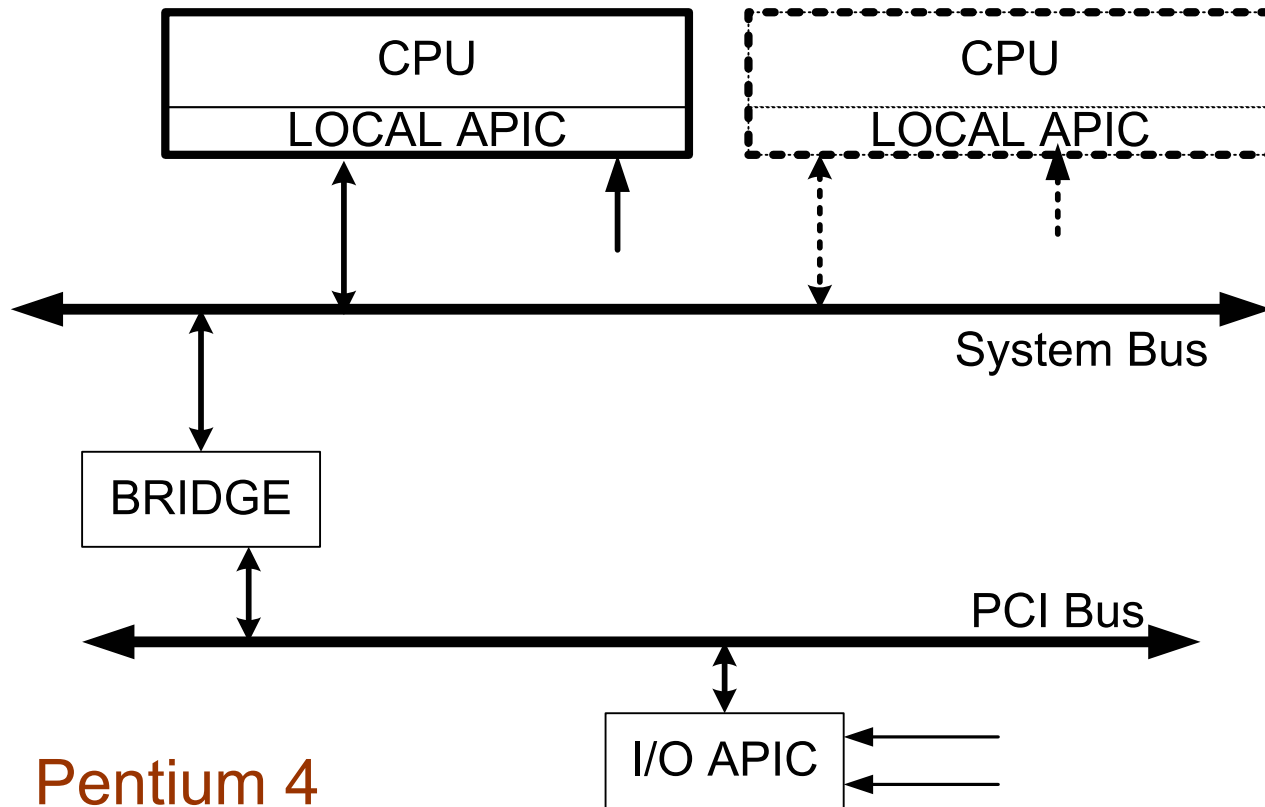 CPU
LOCAL APIC
CPU
LOCAL APIC
System Bus
BRIDGE
PCI Bus
I/O APIC
Pentium 4